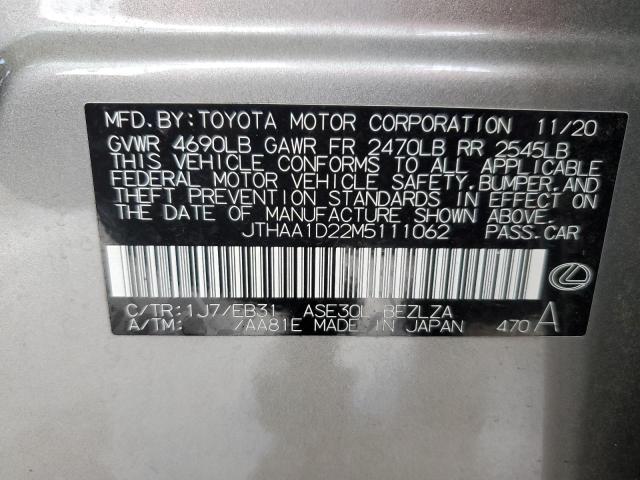 MFD. BY: TOYOTA MOTOR CORPORATION 11/20
GVWR 4690LB GAWR FR 2470LB RR 2545LB
THIS VEHICLE CONFORMS TO ALL APPLICABLE
FEDERAL MOTOR VEHICLE SAFETY, BUMPER, AND
THEFT PREVENTION STANDARDS IN EFFECT ON
THE DATE OF MANUFACTURE SHOWN ABOVE.
JTHAA1D22M5111062 PASS.CAR
C/TR: 1J7/EB31 ASE30L-BEZLZA
A/TM: /AA81E MADE IN JAPAN 470 A